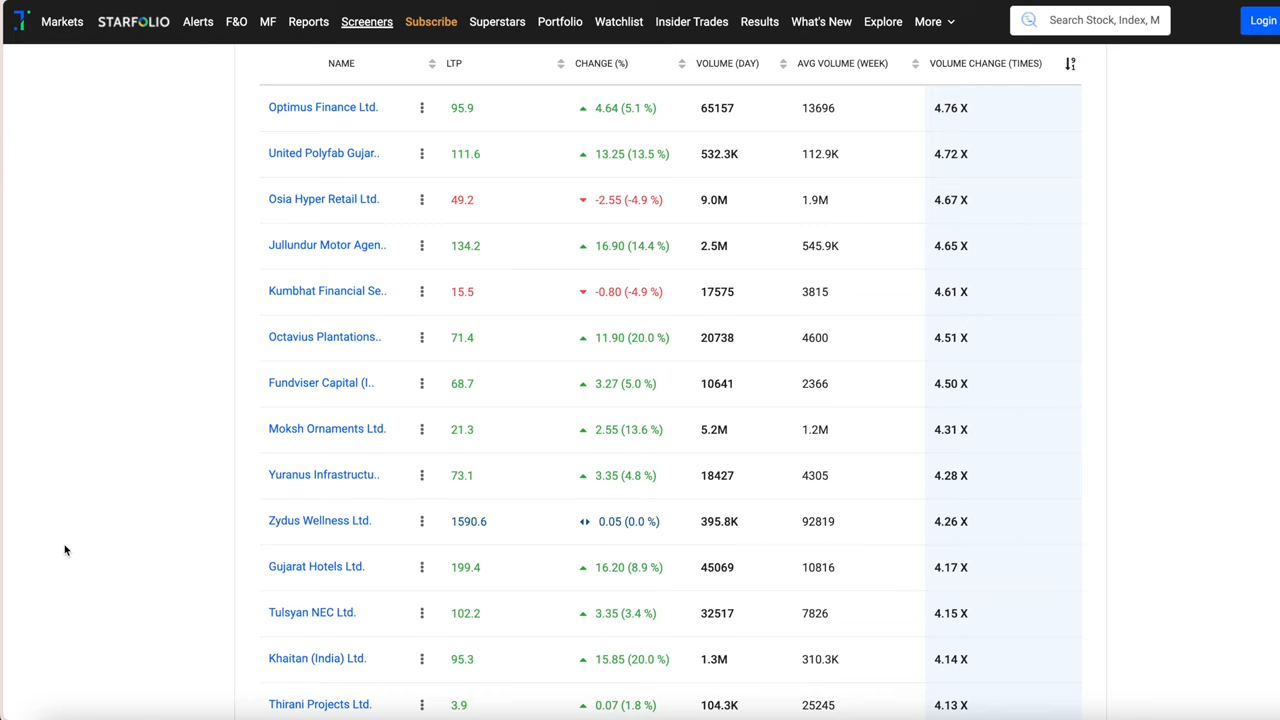 Markets STARFOLIO Alerts F&O MF Reports Screeners Subscribe Superstars Portfolio Watchlist Insider Trades Results What's New Explore More Search Stock, Index, M Login
NAME LTP CHANGE (%) VOLUME (DAY) AVG VOLUME (WEEK) VOLUME CHANGE (TIMES)
Optimus Finance Ltd. 95.9 4.64 (5.1 %) 65157 13696 4.76 X
United Polyfab Gujar.. 111.6 13.25 (13.5 %) 532.3K 112.9K 4.72 X
Osia Hyper Retail Ltd. 49.2 -2.55 (-4.9 %) 9.0M 1.9M 4.67 X
Jullundur Motor Agen.. 134.2 16.90 (14.4 %) 2.5M 545.9K 4.65 X
Kumbhat Financial Se.. 15.5 -0.80 (-4.9 %) 17575 3815 4.61 X
Octavius Plantations.. 71.4 11.90 (20.0 %) 20738 4600 4.51 X
Fundviser Capital (I.. 68.7 3.27 (5.0 %) 10641 2366 4.50 X
Moksh Ornaments Ltd. 21.3 2.55 (13.6 %) 5.2M 1.2M 4.31 X
Yuranus Infrastructu.. 73.1 3.35 (4.8 %) 18427 4305 4.28 X
Zydus Wellness Ltd. 1590.6 0.05 (0.0 %) 395.8K 92819 4.26 X
Gujarat Hotels Ltd. 199.4 16.20 (8.9 %) 45069 10816 4.17 X
Tulsyan NEC Ltd. 102.2 3.35 (3.4 %) 32517 7826 4.15 X
Khaitan (India) Ltd. 95.3 15.85 (20.0 %) 1.3M 310.3K 4.14 X
Thirani Projects Ltd. 3.9 0.07 (1.8 %) 104.3K 25245 4.13 X